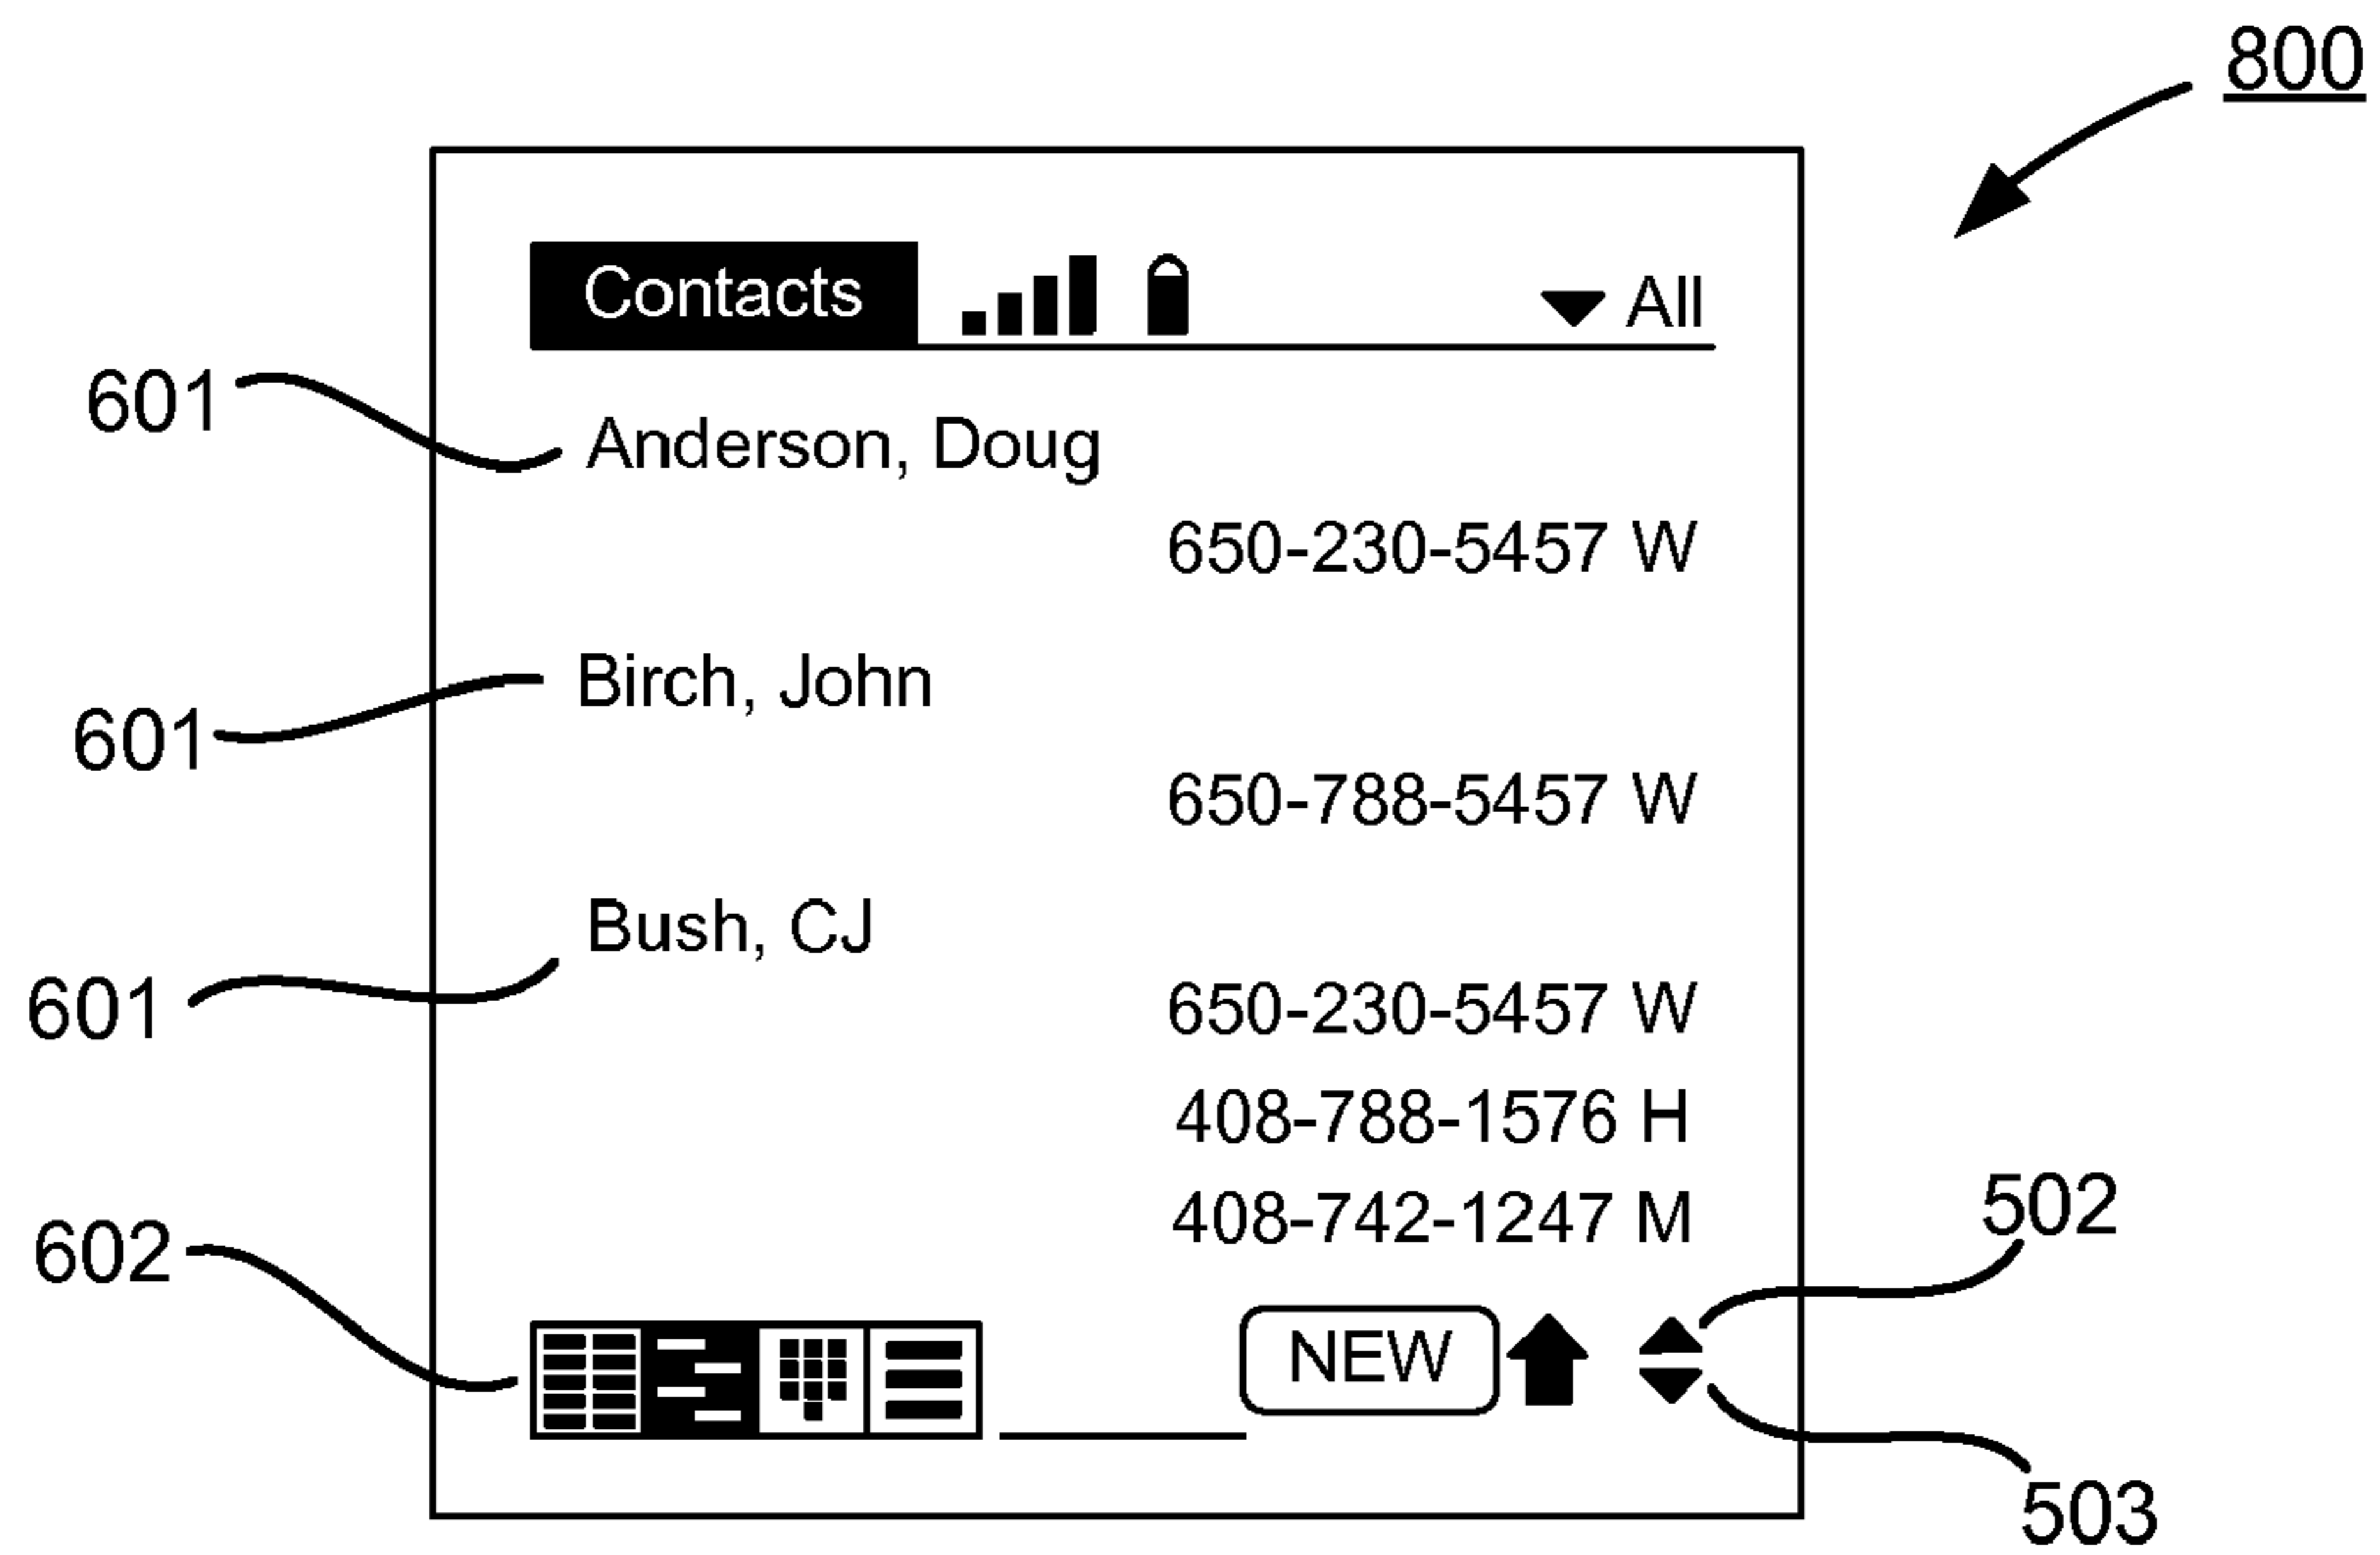 800
Contacts All
601 Anderson, Doug
650-230-5457 W
601 Birch, John
650-788-5457 W
Bush, CJ
601 650-230-5457 W
408-788-1576 H
408-742-1247 M 502
602
NEW
503